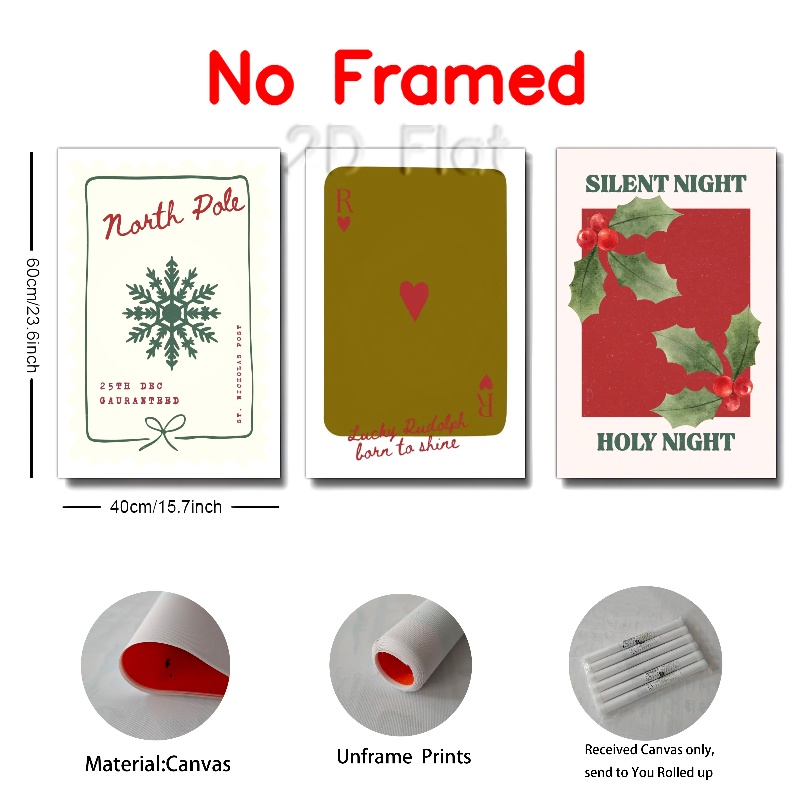 No Framed
2D Flat
60cm/23.6inch
North Pole
25TH DEC
GAURANTEED
ST. NICHOLAS POST
R
R
Lucky Rudolph
born to shine
SILENT NIGHT
HOLY NIGHT
40cm/15.7inch
Material:Canvas
Unframe Prints
Received Canvas only,
send to You Rolled up